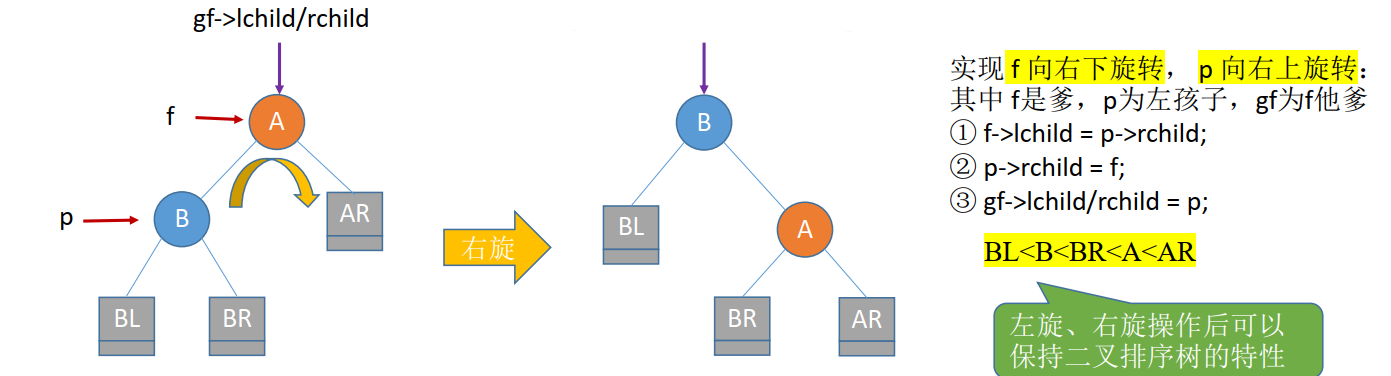 gf->lchild/rchild
f
A
p
B
AR
BL
BR
右旋
B
BL
A
BR
AR
实现 f 向右下旋转， p 向右上旋转：
其中 f是爹，p为左孩子，gf为f他爹
① f->lchild = p->rchild;
② p->rchild = f;
③ gf->lchild/rchild = p;
BL<B<BR<A<AR
左旋、右旋操作后可以
保持二叉排序树的特性